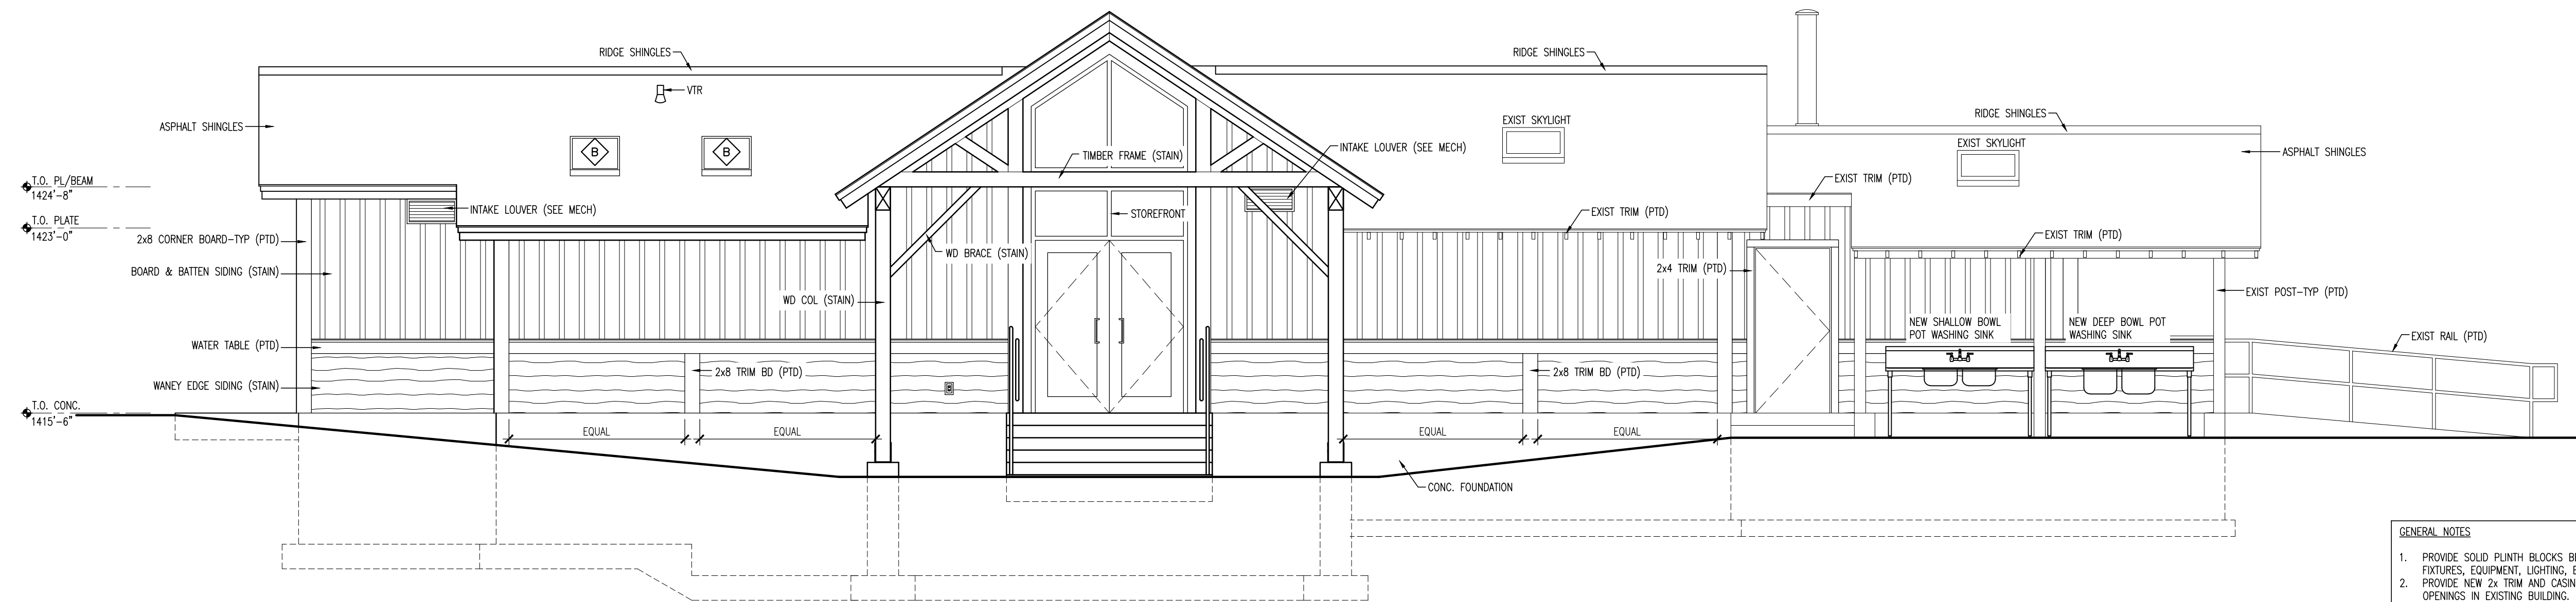 RIDGE SHINGLES
RIDGE SHINGLES
VTR
RIDGE SHINGLES
ASPHALT SHINGLES
EXIST SKYLIGHT
B
B
EXIST SKYLIGHT
INTAKE LOUVER (SEE MECH)
ASPHALT SHINGLES
TIMBER FRAME (STAIN)
T.O. PL/BEAM
1424'-8"
EXIST TRIM (PTD)
INTAKE LOUVER (SEE MECH)
STOREFRONT
EXIST TRIM (PTD)
T.O. PLATE
1423'-0"
2x8 CORNER BOARD-TYP (PTD)
EXIST TRIM (PTD)
WD BRACE (STAIN)
BOARD & BATTEN SIDING (STAIN)
2x4 TRIM (PTD)
WD COL (STAIN)
EXIST POST-TYP (PTD)
NEW SHALLOW BOWL
POT WASHING SINK
NEW DEEP BOWL POT
WASHING SINK
EXIST RAIL (PTD)
WATER TABLE (PTD)
2x8 TRIM BD (PTD)
2x8 TRIM BD (PTD)
WANEY EDGE SIDING (STAIN)
T.O. CONC.
1415'-6"
EQUAL
EQUAL
EQUAL
EQUAL
CONC. FOUNDATION
GENERAL NOTES
1. PROVIDE SOLID PLINTH BLOCKS
FIXTURES, EQUIPMENT, LIGHTING,
2. PROVIDE NEW 2x TRIM AND
OPENINGS IN EXISTING BUILDING.